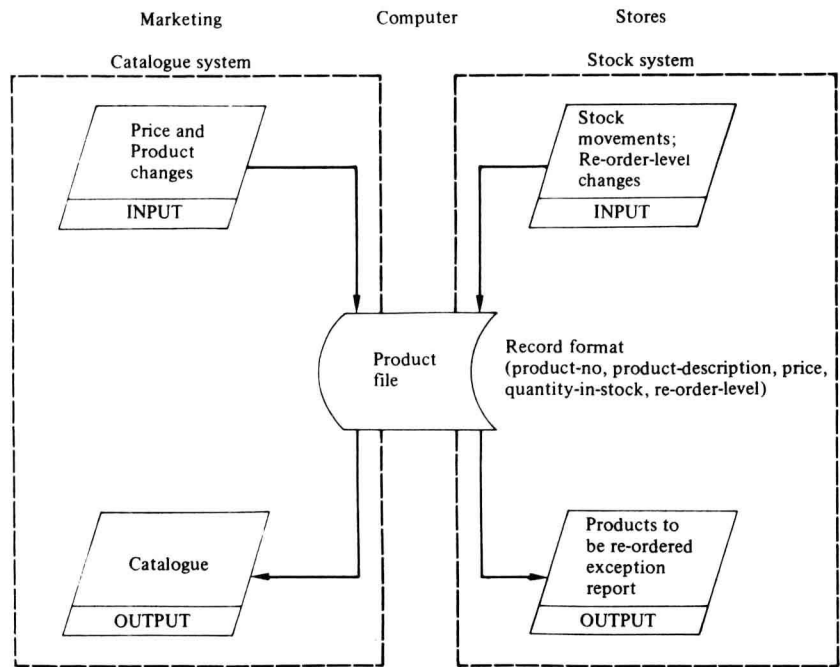 Marketing
Computer
Stores
Catalogue system
Stock system
Price and
Product
changes
INPUT
Stock
movements;
Re-order-level
changes
INPUT
Product
file
Record format
(product-no, product-description, price,
quantity-in-stock, re-order-level)
Catalogue
OUTPUT
Products to
be re-ordered
exception
report
OUTPUT